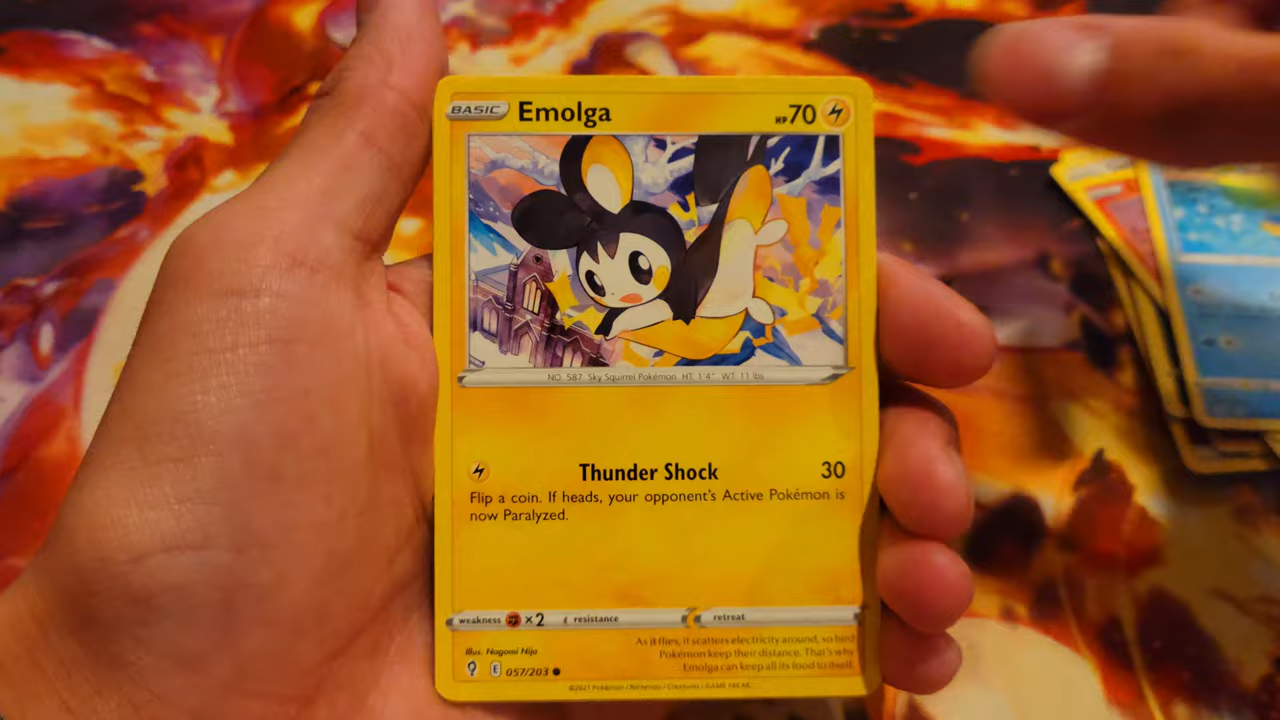 BASIC Emolga HP 70
NO. 587 Sky Squirrel Pokémon HT: 1'4" WT: 11 lbs
Thunder Shock 30
Flip a coin. If heads, your opponent's Active Pokémon is
now Paralyzed.
weakness ×2 resistance retreat
As it flies, it scatters electricity around, so bird
Pokémon keep their distance. That's why
Emolga can keep all its food to itself.
Illus. Nagomi Nijo
E 057/203
©2021 Pokémon / Nintendo / Creatures / GAME FREAK